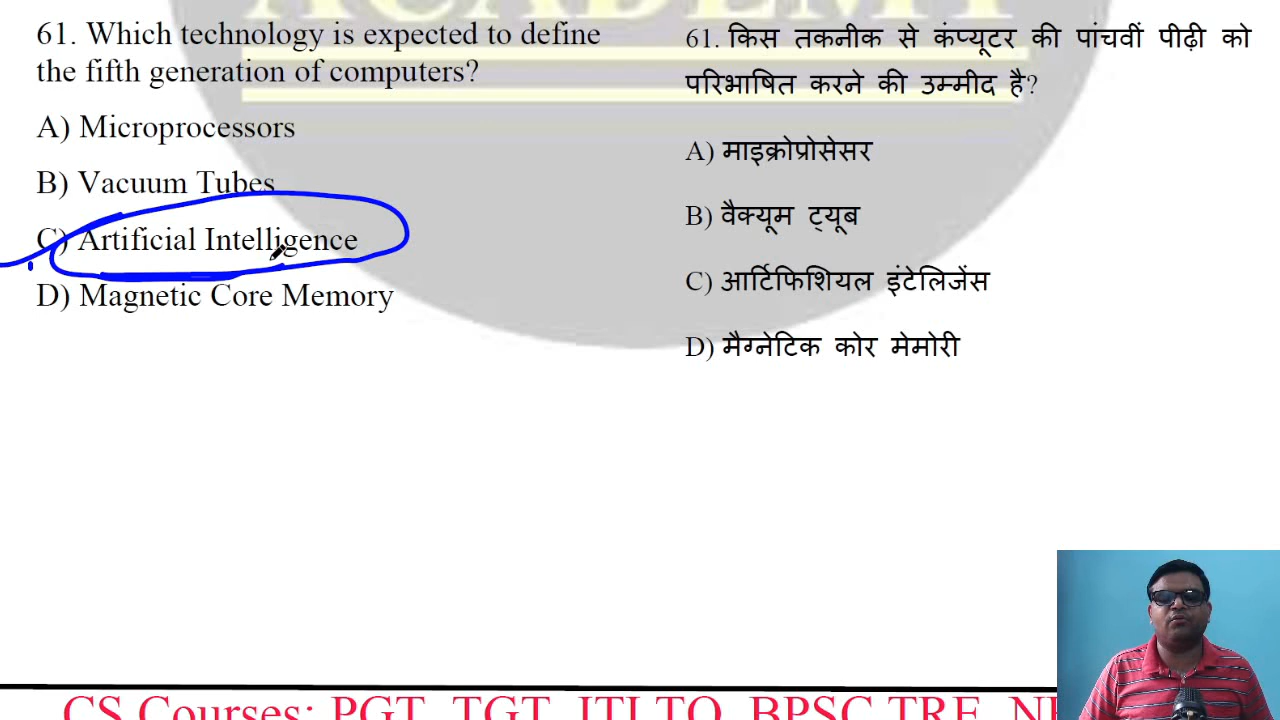 ACADEMY
61. Which technology is expected to define
the fifth generation of computers?
A) Microprocessors
B) Vacuum Tubes
C) Artificial Intelligence
D) Magnetic Core Memory
61. किस तकनीक से कंप्यूटर की पांचवीं पीढ़ी को
परिभाषित करने की उम्मीद है?
A) माइक्रोप्रोसेसर
B) वैक्यूम ट्यूब
C) आर्टिफिशियल इंटेलिजेंस
D) मैग्नेटिक कोर मेमोरी
CS Courses: PGT, TGT, ITI TO, BPSC TRE,